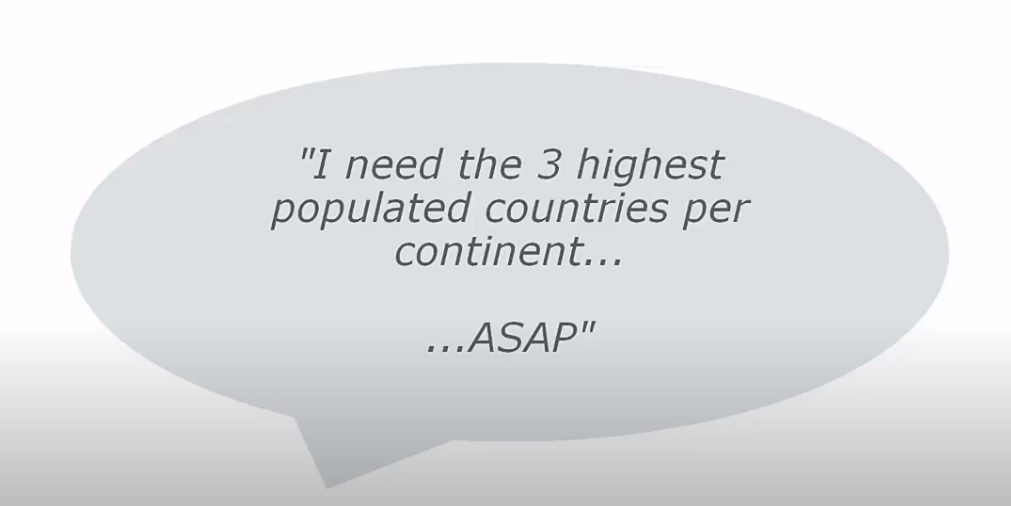 "I need the 3 highest
populated countries per
continent...
...ASAP"